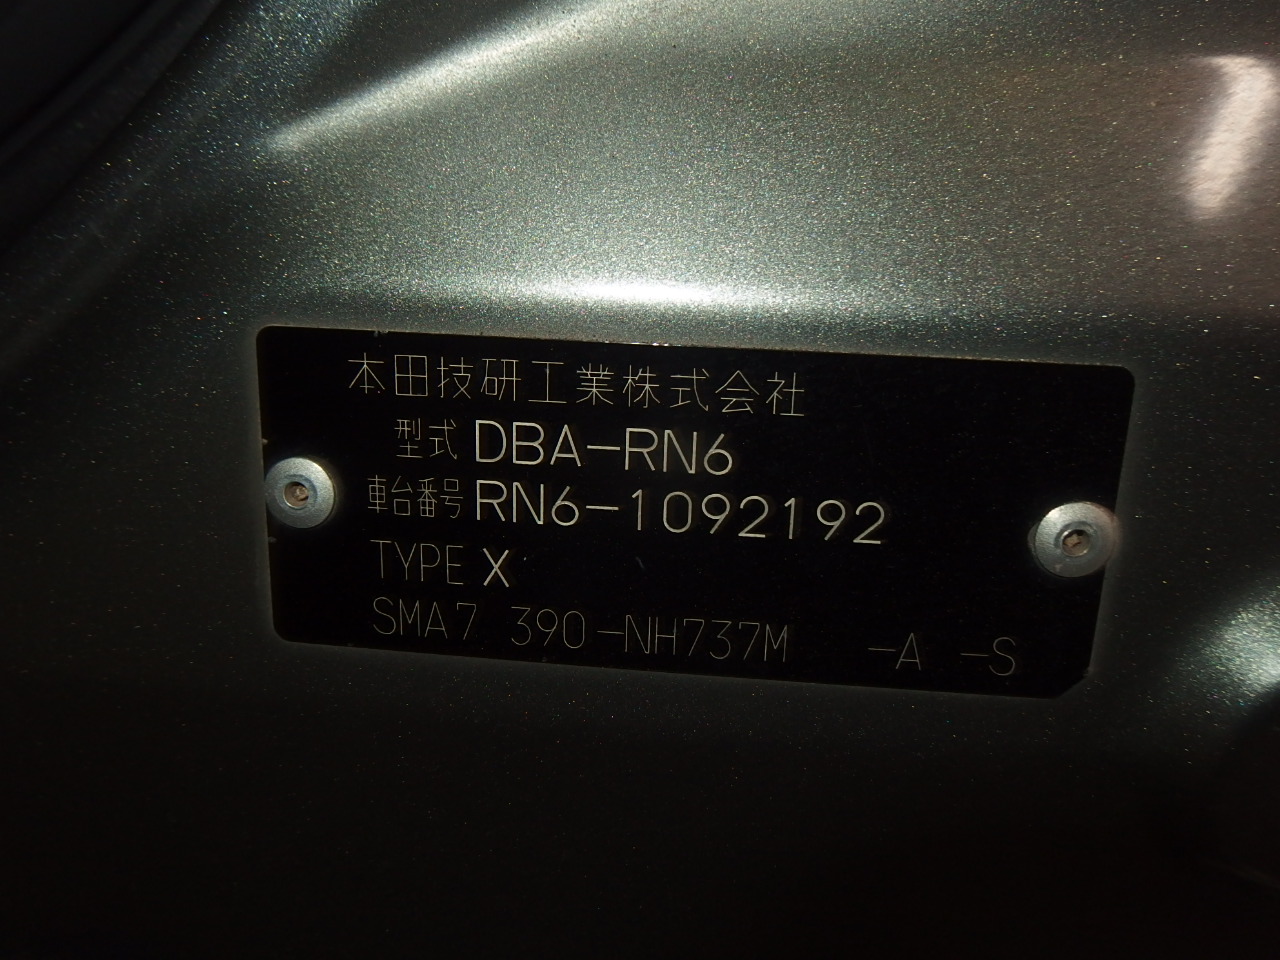 本田技研工業株式会社
型式 DBA-RN6
車台番号 RN6-1092192
TYPE X
SMA7 390-NH737M -A -S